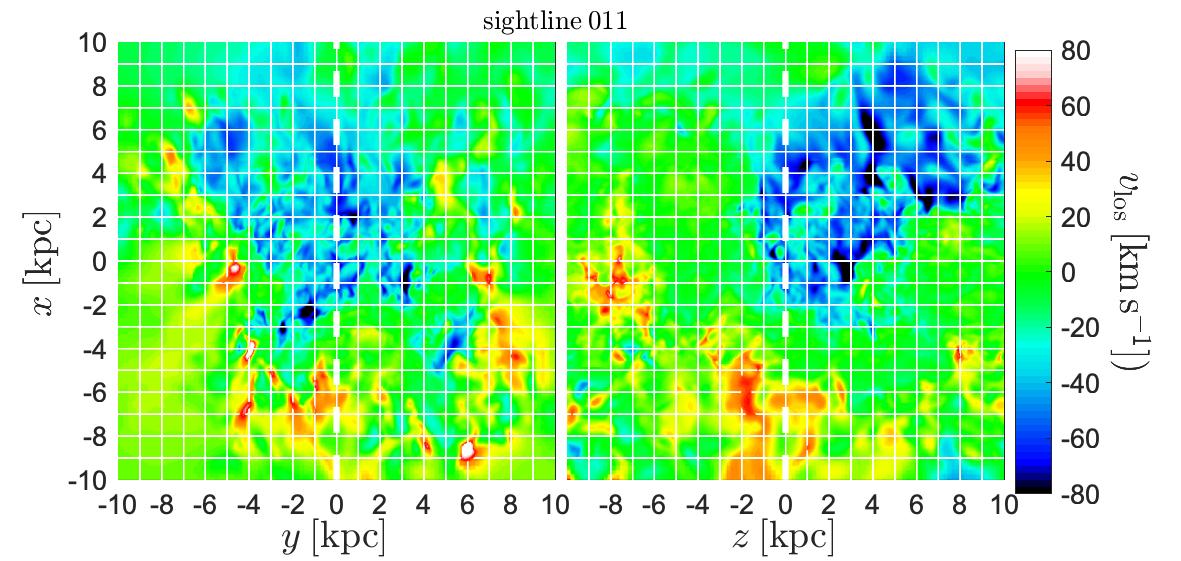 sightline 011
10
8
6
4
2
0
-2
-4
-6
-8
-10
x [kpc]
-10 -8 -6 -4 -2 0 2 4 6 8 10
y [kpc]
-8 -6 -4 -2 0 2 4 6 8 10
z [kpc]
80
60
40
20
0
-20
-40
-60
-80
v_los [km s⁻¹])